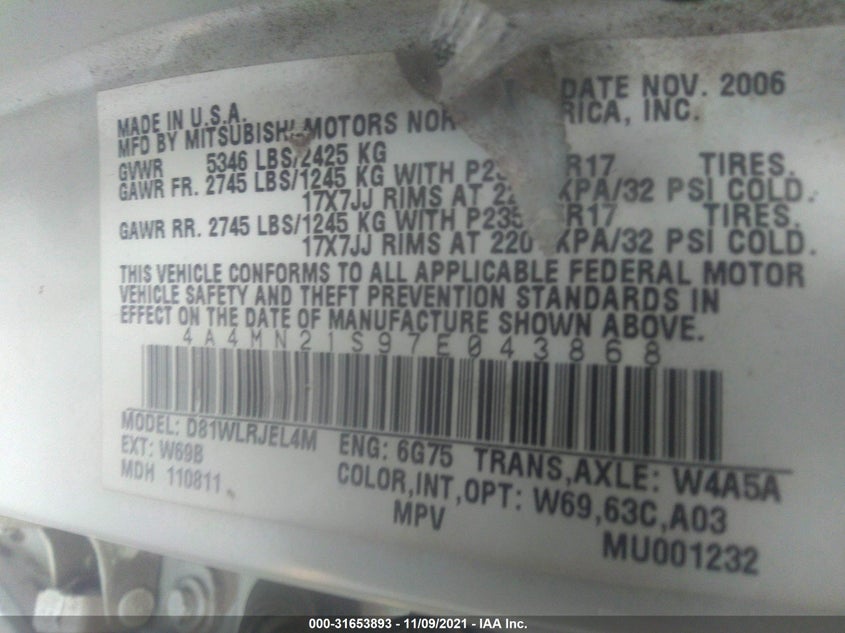 DATE NOV. 2006
MADE IN U.S.A.
MFD BY MITSUBISHI MOTORS NOR RICA, INC.
GVWR 5346 LBS/2425 KG
GAWR FR. 2745 LBS/1245 KG WITH P23 R17 TIRES.
17X7JJ RIMS AT 22 KPA/32 PSI COLD.
GAWR RR. 2745 LBS/1245 KG WITH P235 R17 TIRES.
17X7JJ RIMS AT 220 KPA/32 PSI COLD.
THIS VEHICLE CONFORMS TO ALL APPLICABLE FEDERAL MOTOR
VEHICLE SAFETY AND THEFT PREVENTION STANDARDS IN
EFFECT ON THE DATE OF MANUFACTURE SHOWN ABOVE.
4A4MN21S97E043868
MODEL: D81WLRJEL4M ENG: 6G75 TRANS,AXLE: W4A5A
EXT: W69B COLOR,INT,OPT: W69,63C,A03
MDH 110811 MPV MU001232
000-31653893 - 11/09/2021 - IAA Inc.